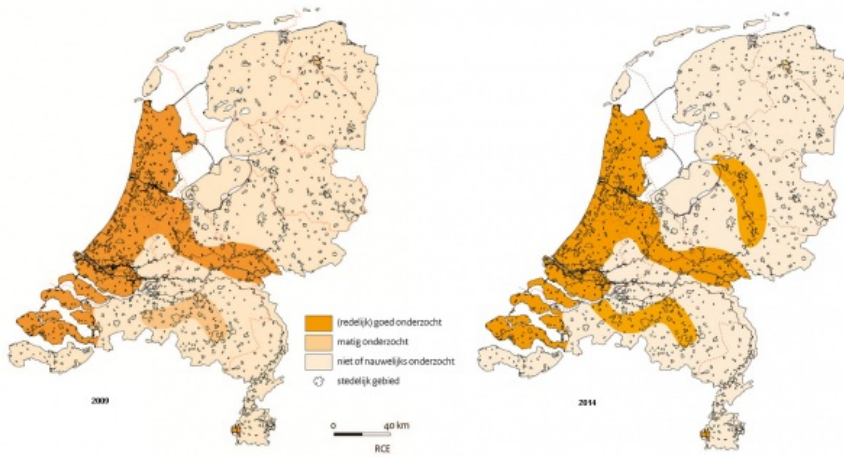 (redelijk) goed onderzocht
matig onderzocht
niet of nauwelijks onderzocht
stedelijk gebied
2009
0 40 km
RCE
2014